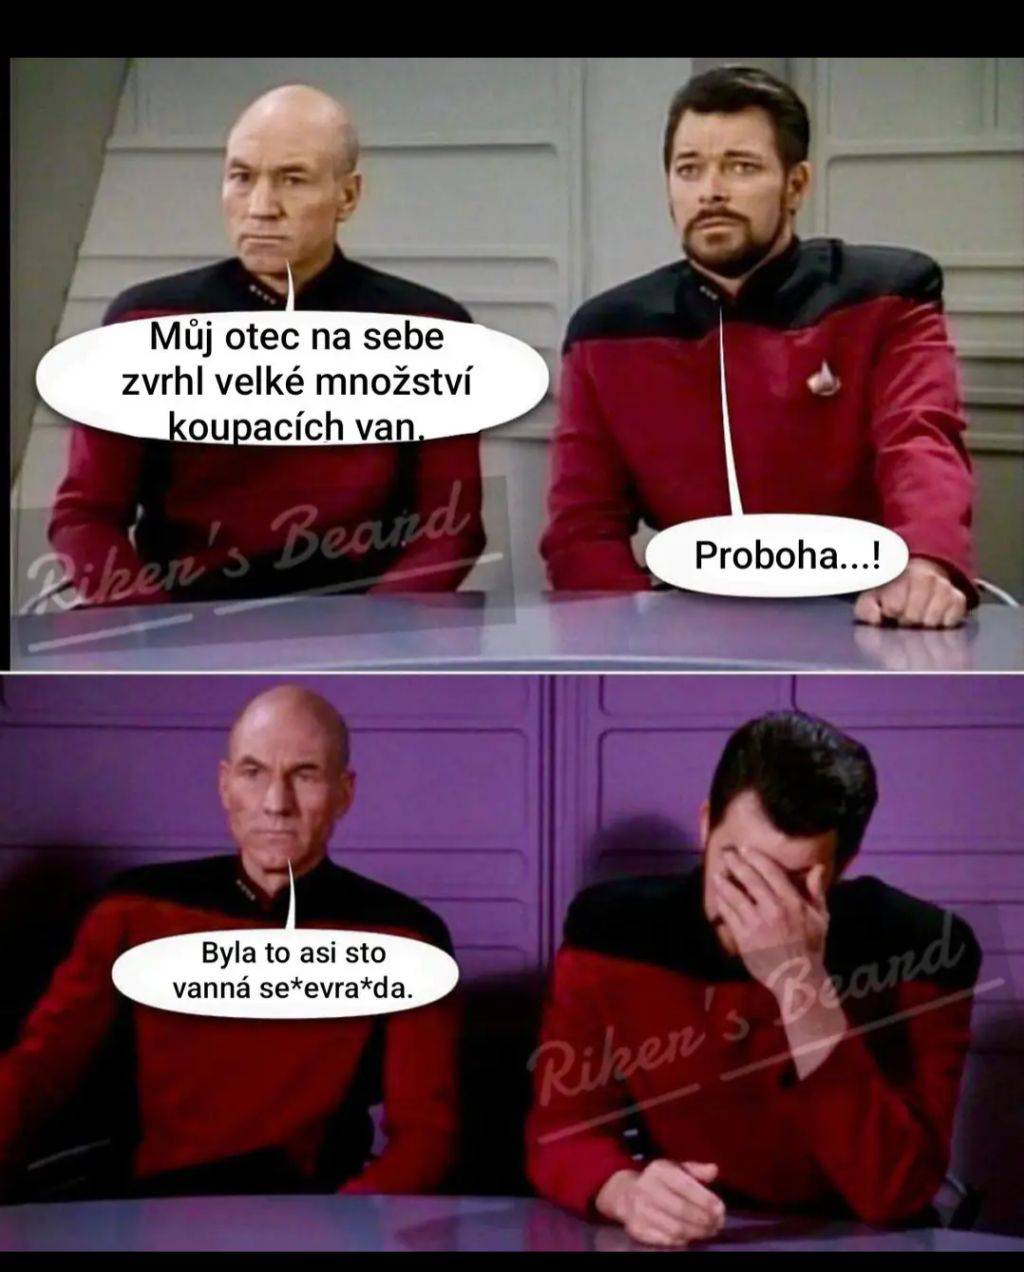 Můj otec na sebe
zvrhl velké množství
koupacích van.
Proboha...!
Riker's Beard
Byla to asi sto
vanná se*evra*da.
Riker's Beard